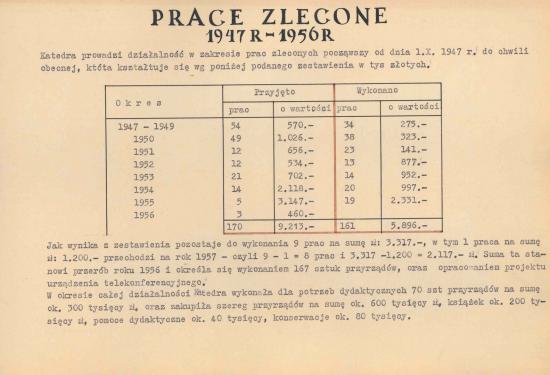 PRACE ZLECONE
1947R-1956R
Katedra prowadzi działalność w zakresie prac zleconych począwszy od dnia 1.X. 1947 r. do chwili
obecnej, któta kształtuje się wg poniżej podanego zestawienia w tys złotych.
Okres Przyjęto Wykonano
prac o wartości prac o wartości
1947 - 1949 54 570.- 34 275.-
1950 49 1.026.- 38 323.-
1951 12 656.- 23 141.-
1952 12 534.- 13 877.-
1953 21 702.- 14 952.-
1954 14 2.118.- 20 997.-
1955 5 3.147.- 19 2.331.-
1956 3 460.-
170 9.213.- 161 5.896.-
Jak wynika z zestawienia pozostaje do wykonania 9 prac na sumę zł: 3.317.-, w tym 1 praca na sumę
zł: 1,200.- przechodzi na rok 1957 - czyli 9 - 1 = 8 prac i 3.317 -1.200 = 2.117.- zł. Suma ta sta-
nowi przerób roku 1956 i określa się wykonaniem 167 sztuk przyrządów, oraz opracowaniem projektu
urządzenia telekonferencyjnego.
W okresie całej działalności Katedra wykonała dla potrzeb dydaktycznych 70 szt przyrządów na sumę
ok. 300 tysięcy zł, oraz zakupiła szereg przyrządów na sumę ok. 600 tysięcy zł, książek ok. 200 ty-
sięcy zł, pomoce dydaktyczne ok. 40 tysięcy, konserwacje ok. 80 tysięcy.